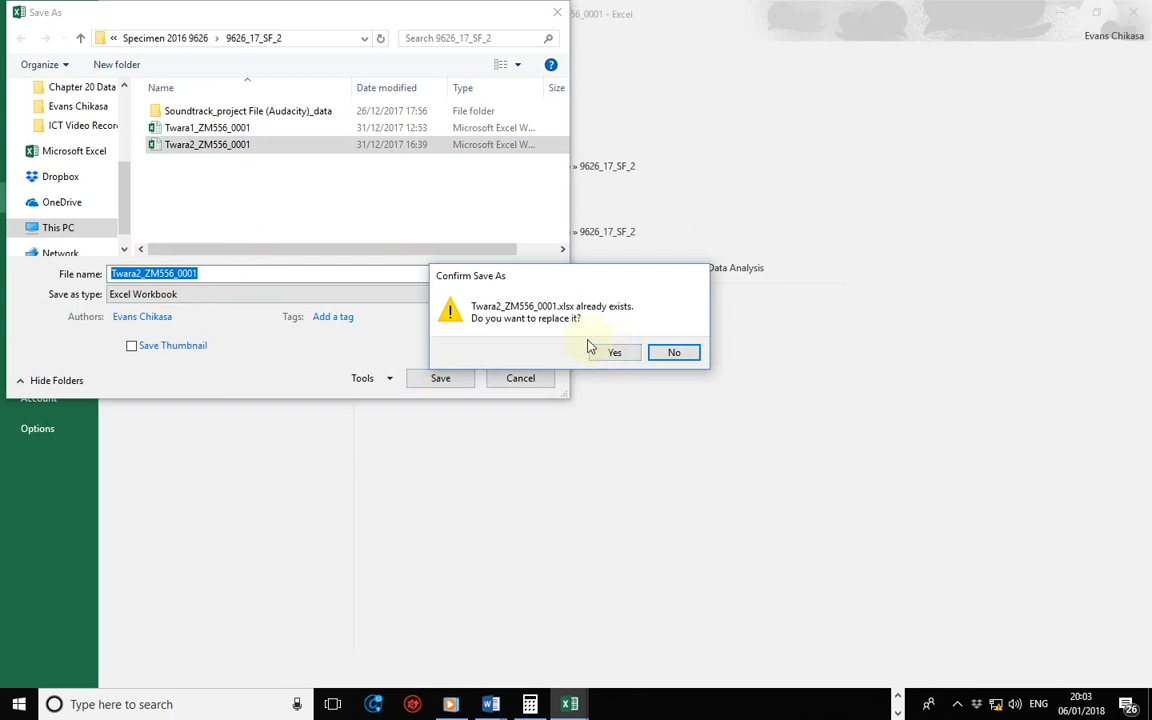 Save As
5_0001 - Excel
Evans Chikasa
« Specimen 2016 9626 › 9626_17_SF_2
Search 9626_17_SF_2
Organize
New folder
Name
Date modified
Type
Size
Chapter 20 Data
Evans Chikasa
ICT Video Recor
Microsoft Excel
Dropbox
OneDrive
This PC
Network
Soundtrack_project File (Audacity)_data
26/12/2017 17:56
File folder
Twara1_ZM556_0001
31/12/2017 12:53
Microsoft Excel W...
Twara2_ZM556_0001
31/12/2017 16:39
Microsoft Excel W...
» 9626_17_SF_2
» 9626_17_SF_2
Data Analysis
File name:
Twara2_ZM556_0001
Save as type:
Excel Workbook
Authors:
Evans Chikasa
Tags:
Add a tag
Save Thumbnail
Hide Folders
Tools
Save
Cancel
Confirm Save As
Twara2_ZM556_0001.xlsx already exists.
Do you want to replace it?
Yes
No
Account
Options
Type here to search
ENG
20:03
06/01/2018
26